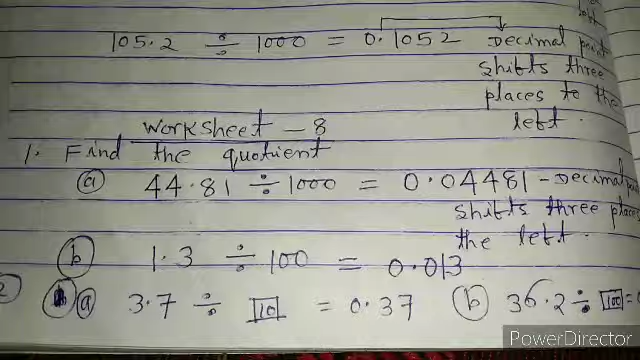 left
105.2 ÷ 1000 = 0.1052 Decimal point
shifts three
places to the
left.
Worksheet - 8
1. Find the quotient
(a) 44.81 ÷ 1000 = 0.04481 - Decimal
shifts three places
the left.
(b) 1.3 ÷ 100 = 0.013
2 (a) 3.7 ÷ 10 = 0.37 (b) 36.2 ÷ 100 =
PowerDirector